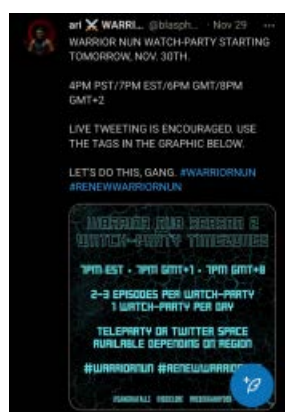 ari ⚔ WARRI... @blasph... · Nov 29 ...
WARRIOR NUN WATCH-PARTY STARTING
TOMORROW, NOV. 30TH.
4PM PST/7PM EST/6PM GMT/8PM
GMT+2
LIVE TWEETING IS ENCOURAGED. USE
THE TAGS IN THE GRAPHIC BELOW.
LET'S DO THIS, GANG. #WARRIORNUN
#RENEWWARRIORNUN
WARRIOR NUN SEASON 2
WATCH-PARTY TIMEZONES
7PM EST • 7PM GMT+1 • 7PM GMT+8
2-3 EPISODES PER WATCH-PARTY
1 WATCH-PARTY PER DAY
TELEPARTY OR TWITTER SPACE
AVAILABLE DEPENDING ON REGION
#WARRIORNUN #RENEWWARRIO